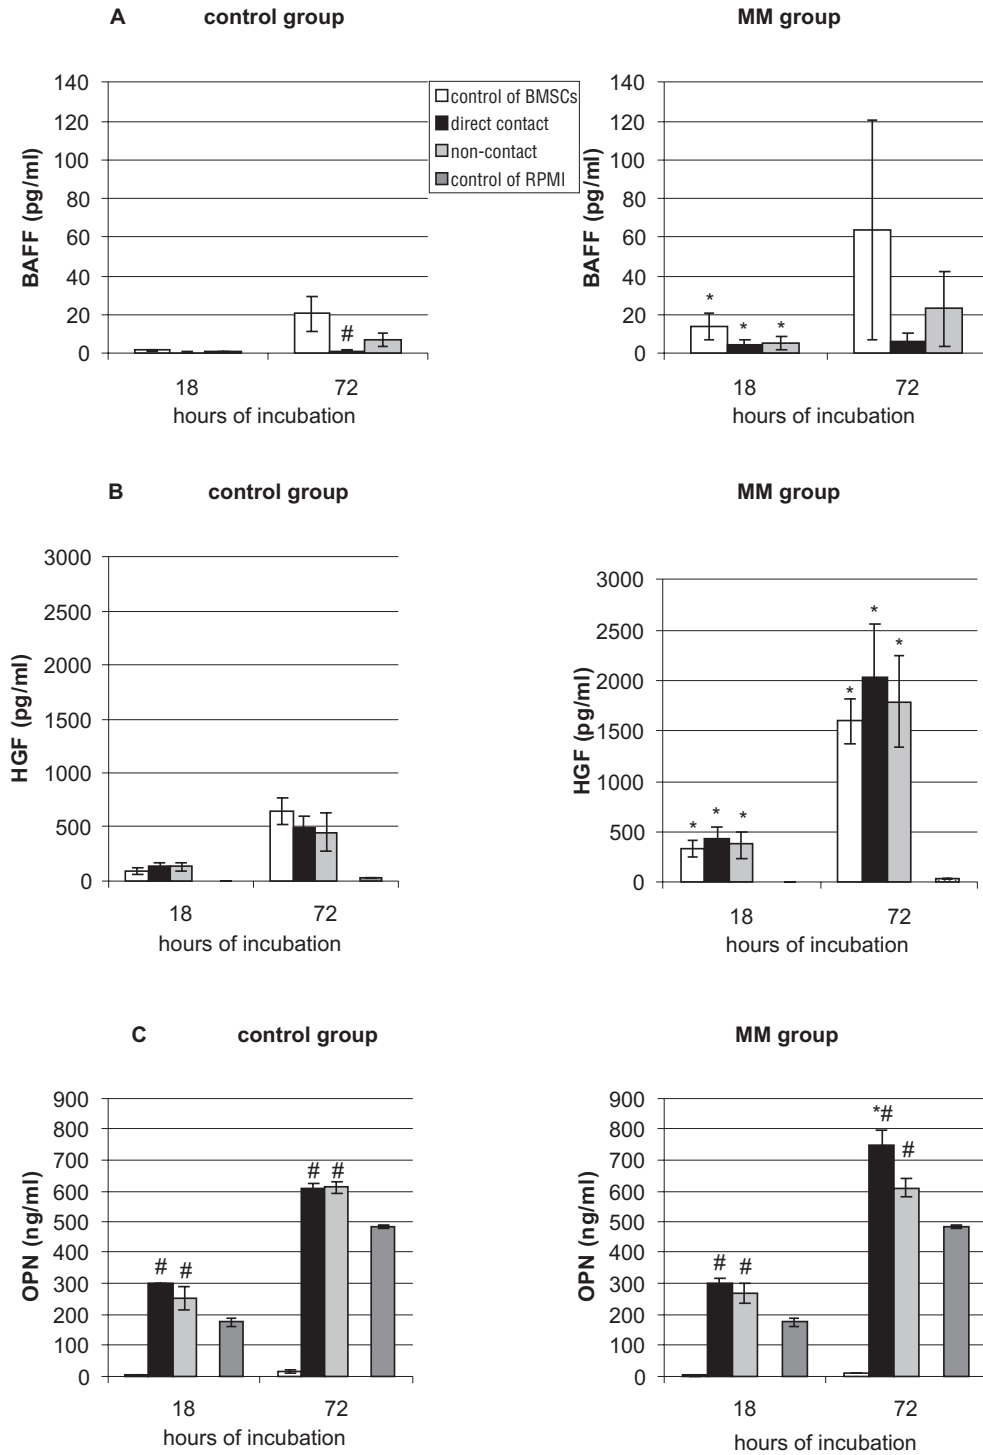 A control group MM group
140 140
120 control of BMSCs 120
100 direct contact 100
80 non-contact 80
60 control of RPMI 60
40 40
20 # 20 * * *
0 0
BAFF (pg/ml) BAFF (pg/ml)
18 72 18 72
hours of incubation hours of incubation
B control group MM group
3000 3000
2500 2500 * *
2000 2000 *
1500 1500
1000 1000
500 500 * * *
0 0
HGF (pg/ml) HGF (pg/ml)
18 72 18 72
hours of incubation hours of incubation
C control group MM group
900 900
800 800 *#
700 # # 700 #
600 600
500 500
400 # # 400 # #
300 300
200 200
100 100
0 0
OPN (ng/ml) OPN (ng/ml)
18 72 18 72
hours of incubation hours of incubation